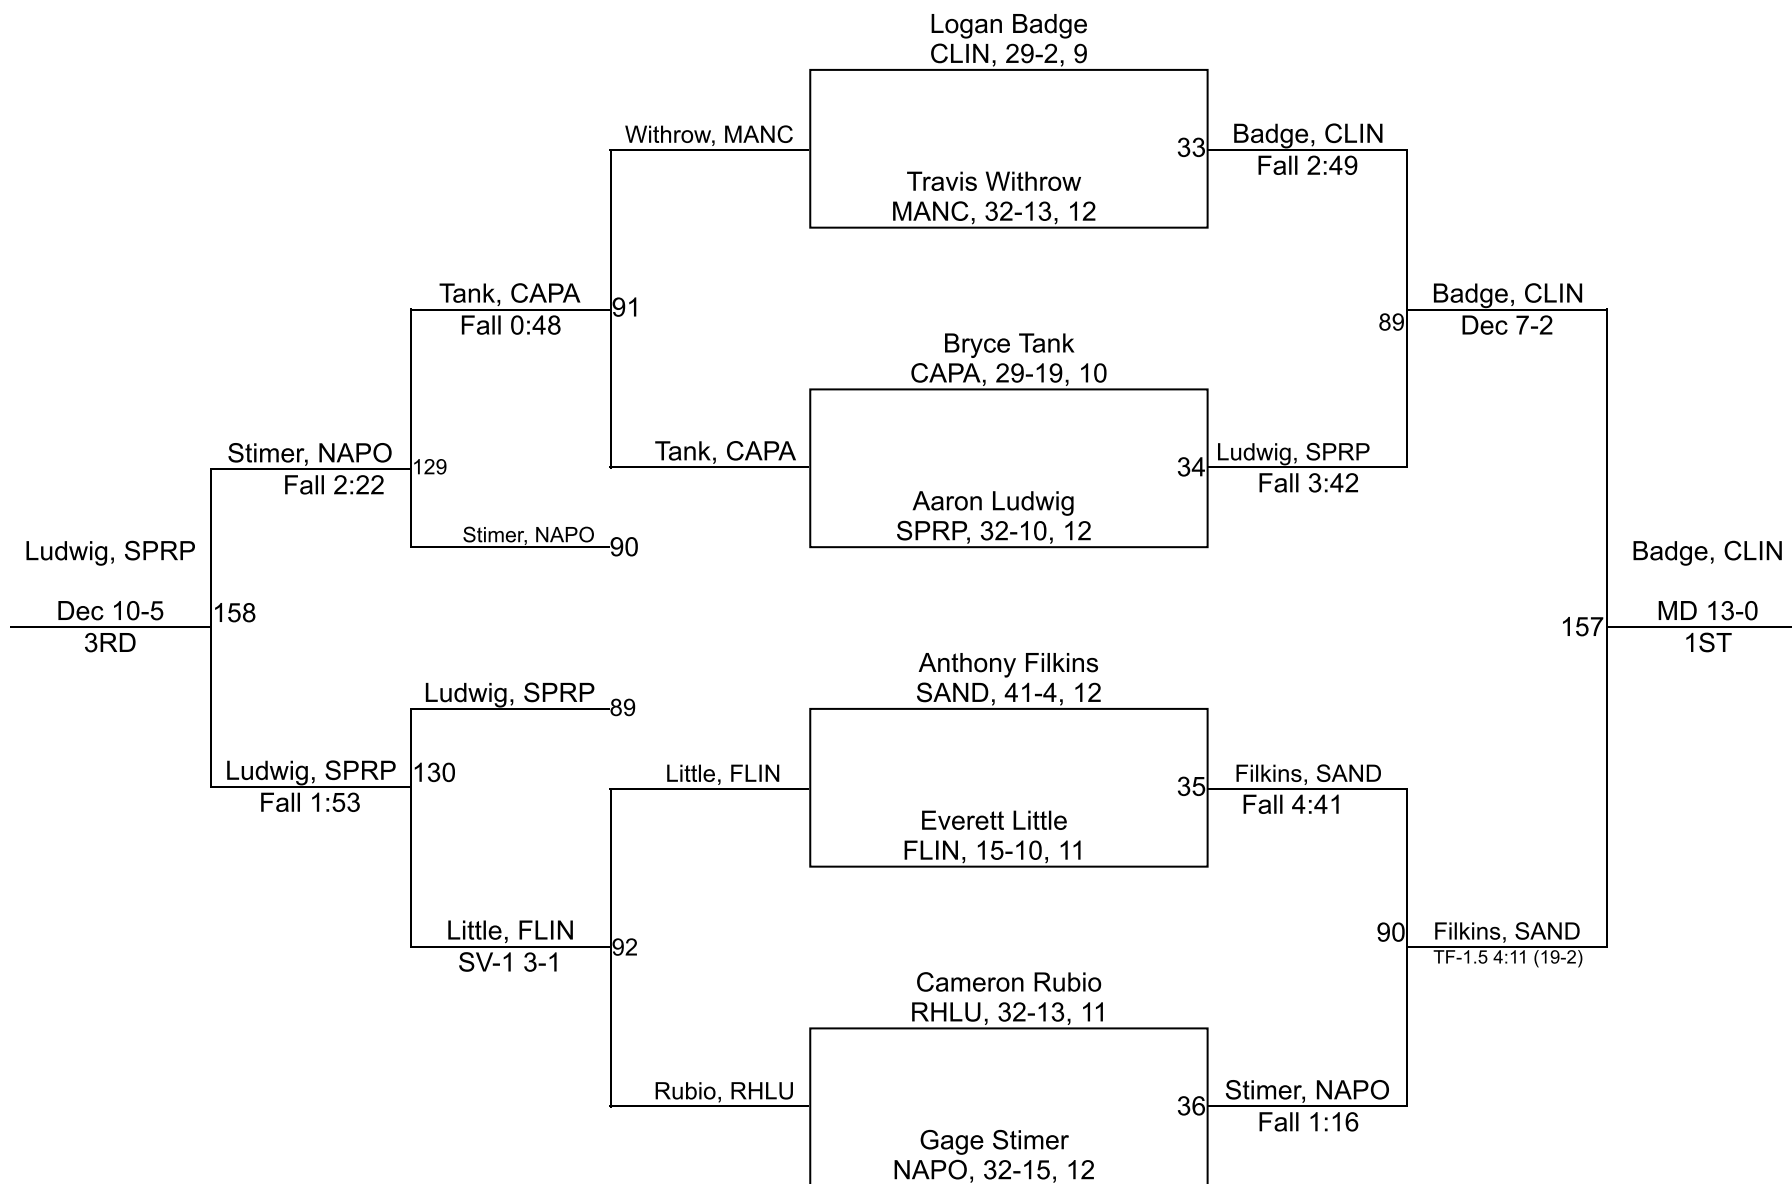 Logan Badge
CLIN, 29-2, 9
Withrow, MANC
33
Badge, CLIN
Fall 2:49
Travis Withrow
MANC, 32-13, 12
Tank, CAPA
Fall 0:48
91
Badge, CLIN
Dec 7-2
89
Bryce Tank
CAPA, 29-19, 10
Stimer, NAPO
Fall 2:22
129
Tank, CAPA
34
Ludwig, SPRP
Fall 3:42
Aaron Ludwig
SPRP, 32-10, 12
Stimer, NAPO
90
Ludwig, SPRP
Dec 10-5
3RD
158
Badge, CLIN
157
MD 13-0
1ST
Anthony Filkins
SAND, 41-4, 12
Ludwig, SPRP
89
Ludwig, SPRP
Fall 1:53
130
Little, FLIN
35
Filkins, SAND
Fall 4:41
Everett Little
FLIN, 15-10, 11
Little, FLIN
SV-1 3-1
92
90
Filkins, SAND
TF-1.5 4:11 (19-2)
Cameron Rubio
RHLU, 32-13, 11
Rubio, RHLU
36
Stimer, NAPO
Fall 1:16
Gage Stimer
NAPO, 32-15, 12